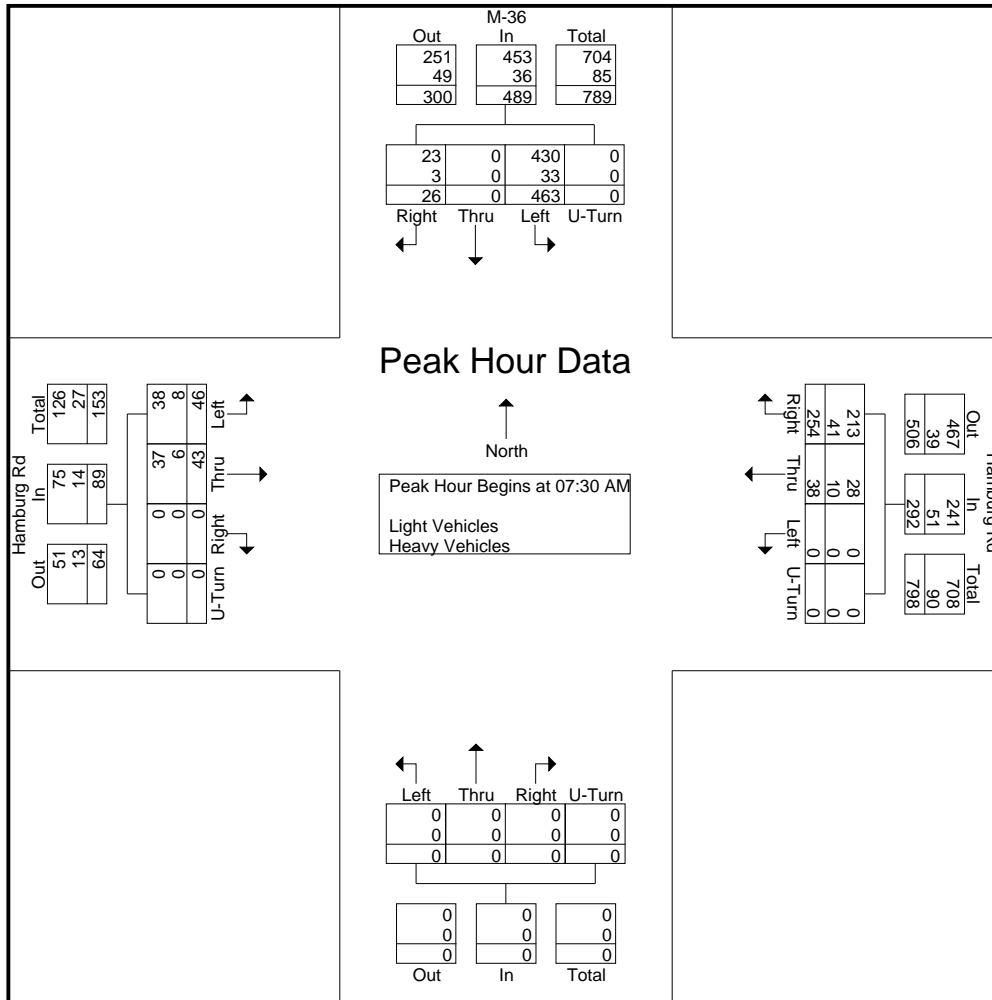 M-36
Out In Total
251 453 704
49 36 85
300 489 789
23 0 430 0
3 0 33 0
26 0 463 0
Right Thru Left U-Turn
Peak Hour Data
North
Peak Hour Begins at 07:30 AM
Light Vehicles
Heavy Vehicles
Hamburg Rd
Total In Out
126 75 51
27 14 13
153 89 64
38 37 0 0
8 6 0 0
46 43 0 0
Left Thru Right U-Turn
Hamburg Rd
Out In Total
467 241 708
39 51 90
506 292 798
213 28 0 0
41 10 0 0
254 38 0 0
Right Thru Left U-Turn
Left Thru Right U-Turn
0 0 0 0
0 0 0 0
0 0 0 0
0 0 0
0 0 0
0 0 0
Out In Total